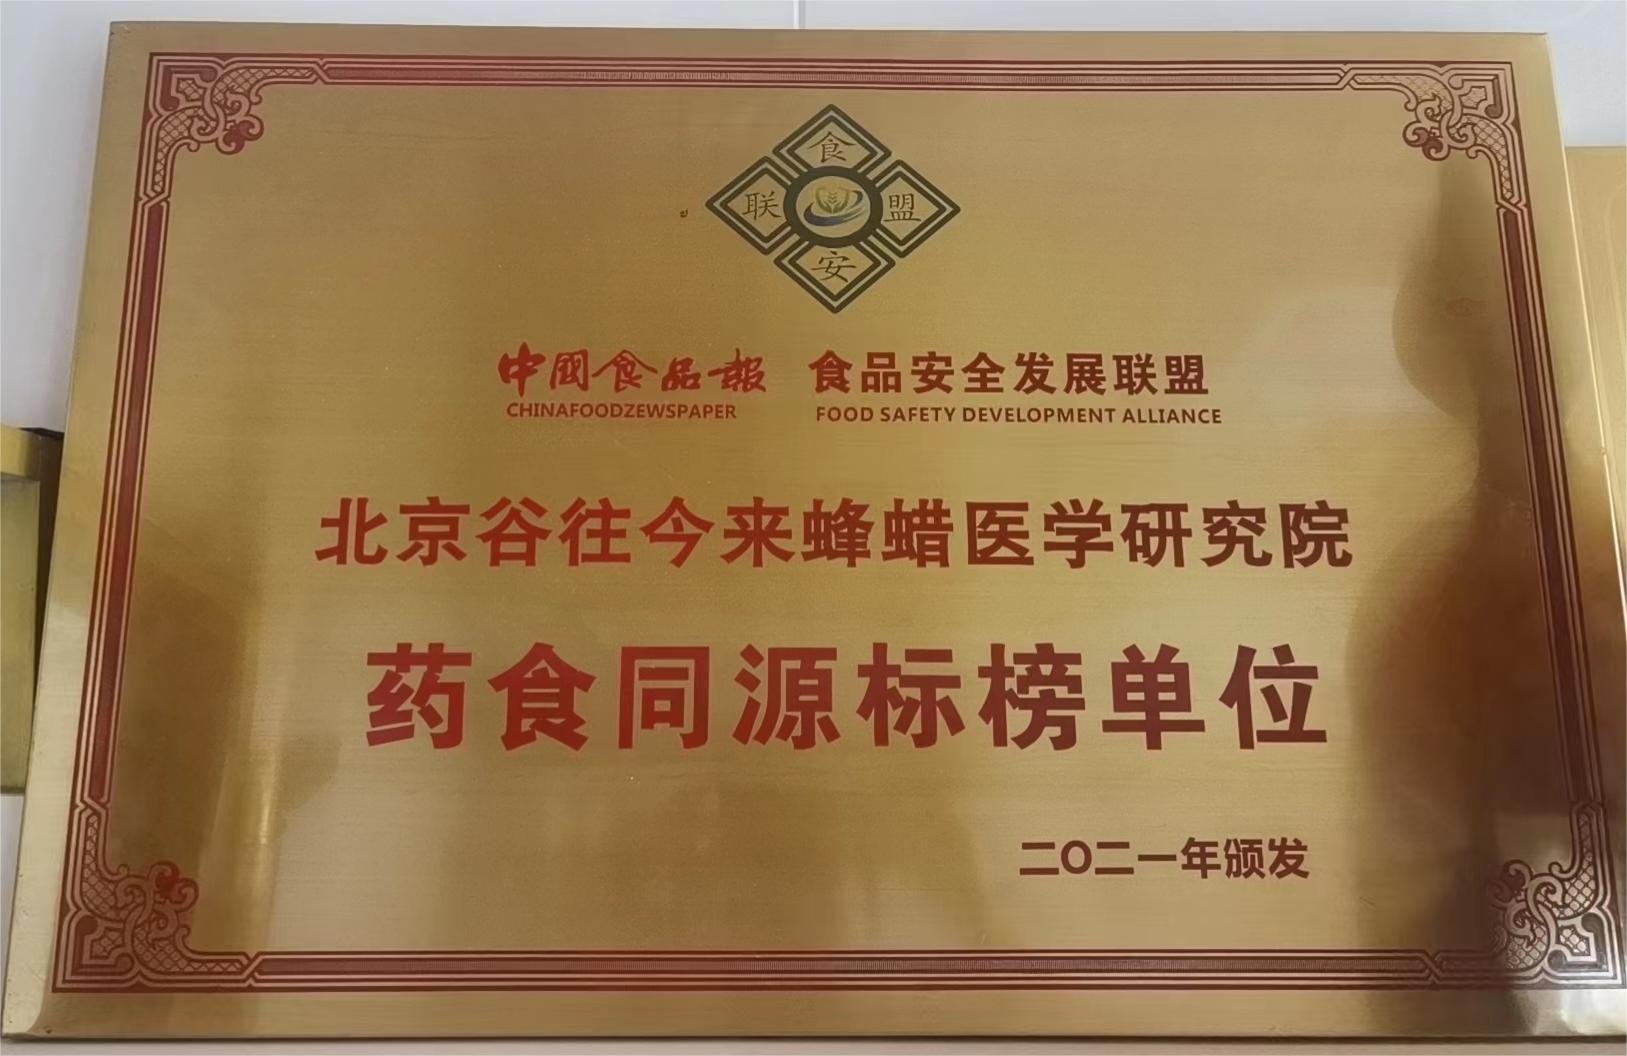 食
联 盟
安
中國食品報 食品安全发展联盟
CHINAFOODZEWSPAPER FOOD SAFETY DEVELOPMENT ALLIANCE
北京谷往今来蜂蜡医学研究院
药食同源标榜单位
二〇二一年颁发